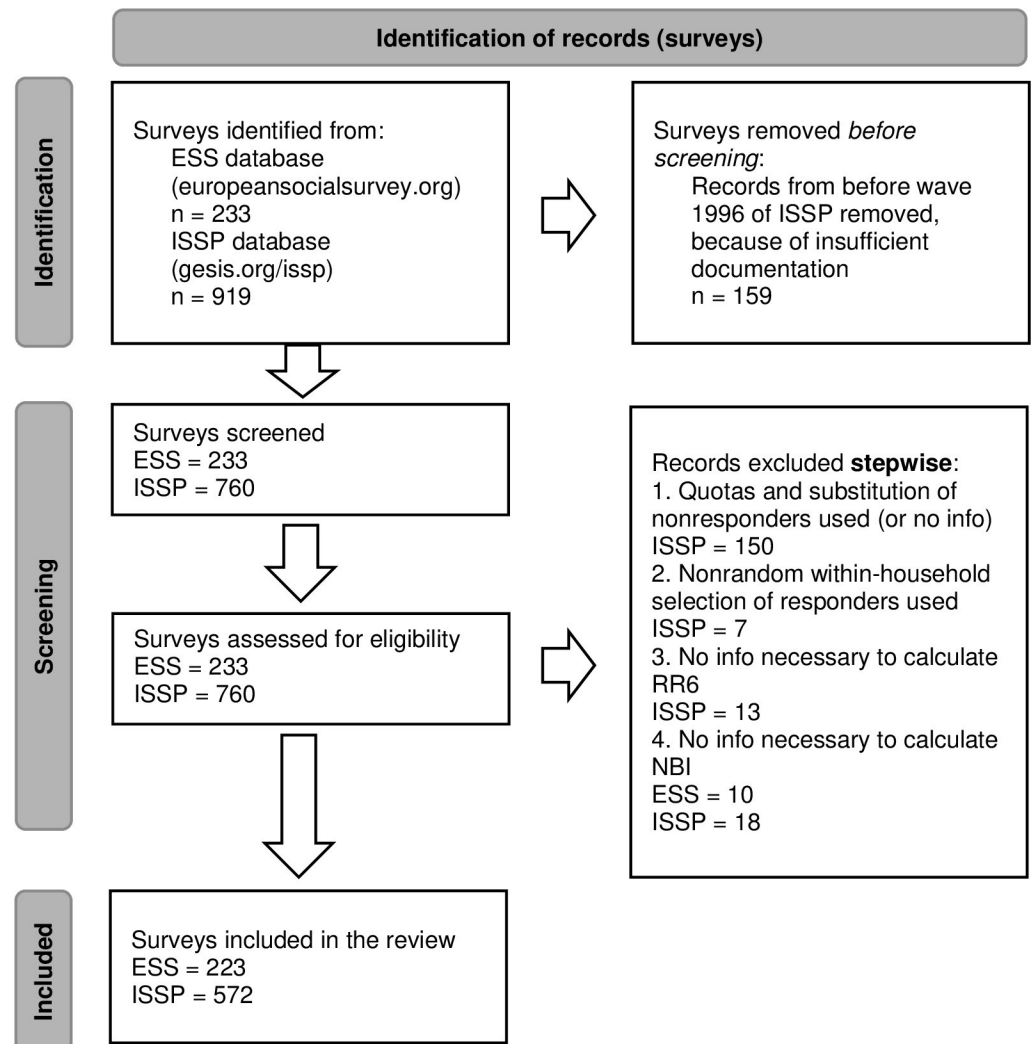 Identification of records (surveys)
Identification
Surveys identified from:
ESS database
(europeansocialsurvey.org)
n = 233
ISSP database
(gesis.org/issp)
n = 919
Surveys removed before
screening:
Records from before wave
1996 of ISSP removed,
because of insufficient
documentation
n = 159
Screening
Surveys screened
ESS = 233
ISSP = 760
Surveys assessed for eligibility
ESS = 233
ISSP = 760
Records excluded stepwise:
1. Quotas and substitution of
nonresponders used (or no info)
ISSP = 150
2. Nonrandom within-household
selection of responders used
ISSP = 7
3. No info necessary to calculate
RR6
ISSP = 13
4. No info necessary to calculate
NBI
ESS = 10
ISSP = 18
Included
Surveys included in the review
ESS = 223
ISSP = 572